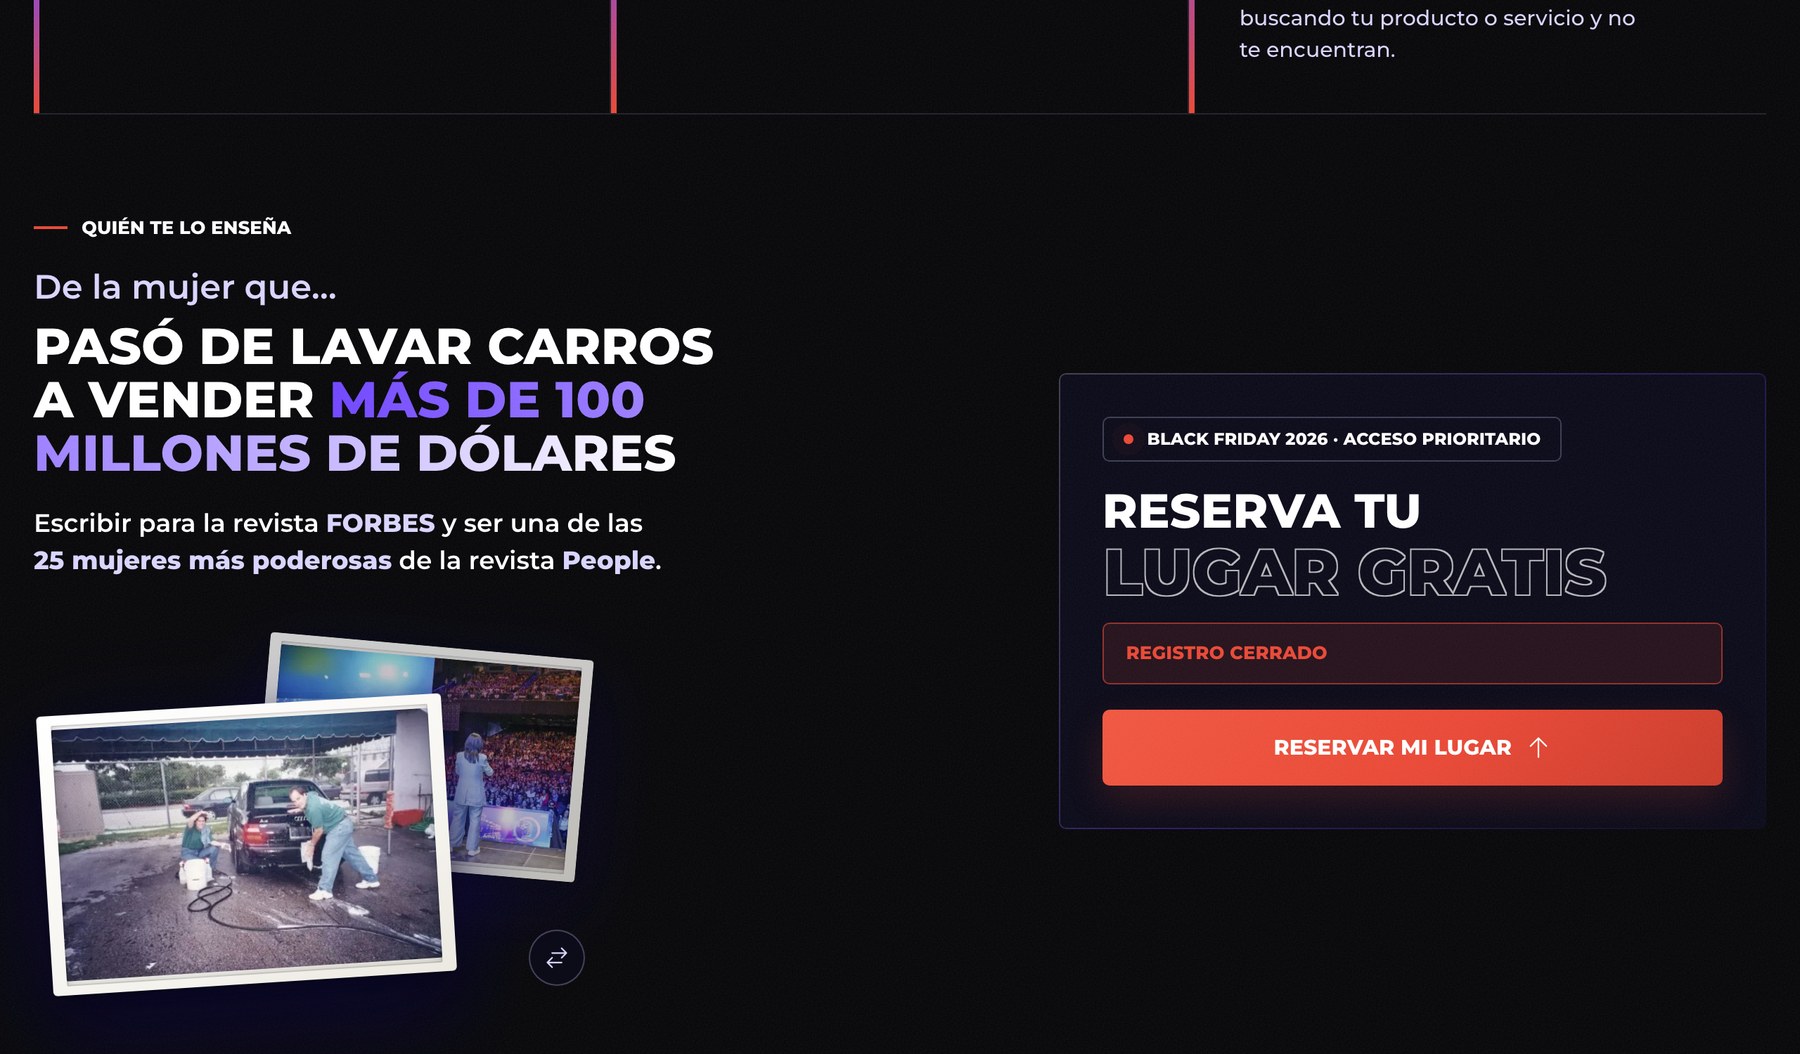 buscando tu producto o servicio y no
te encuentran.
QUIÉN TE LO ENSEÑA
De la mujer que...
PASÓ DE LAVAR CARROS
A VENDER MÁS DE 100
MILLONES DE DÓLARES
Escribir para la revista FORBES y ser una de las
25 mujeres más poderosas de la revista People.
BLACK FRIDAY 2026 · ACCESO PRIORITARIO
RESERVA TU
LUGAR GRATIS
REGISTRO CERRADO
RESERVAR MI LUGAR